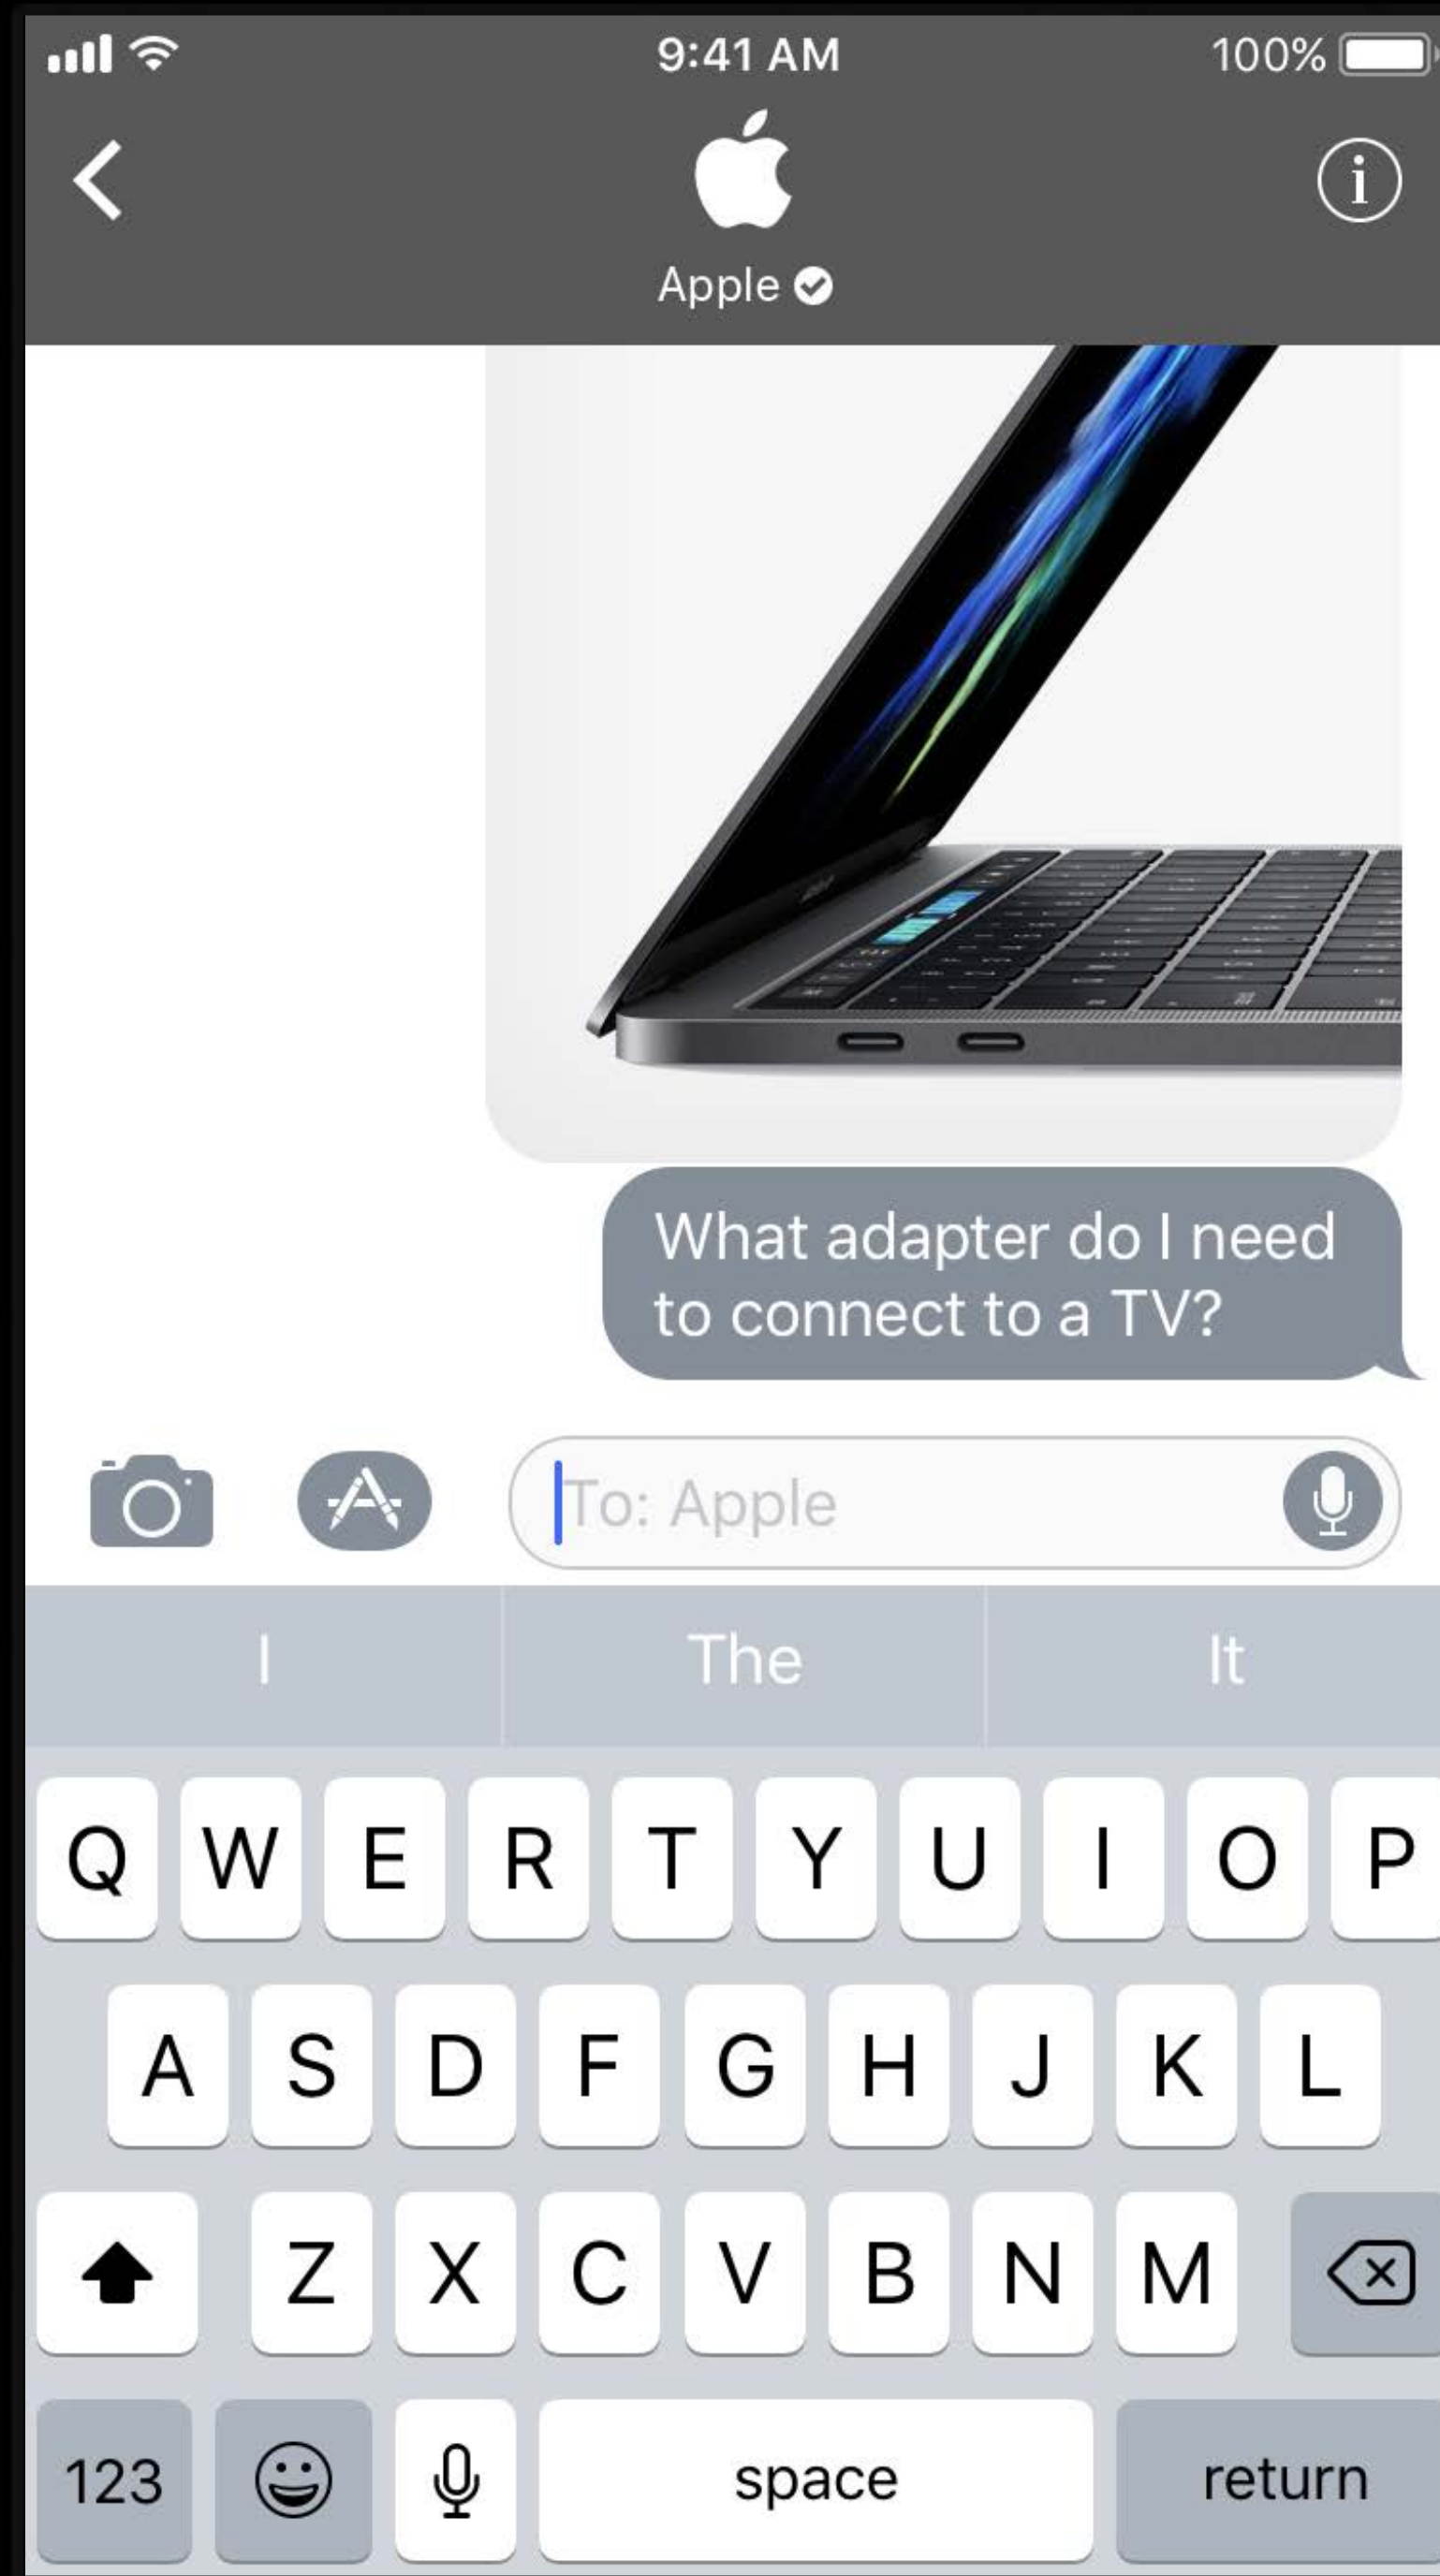 9:41 AM 100%
i
Apple
What adapter do I need
to connect to a TV?
To: Apple
I The It
Q W E R T Y U I O P
A S D F G H J K L
Z X C V B N M
123 space return